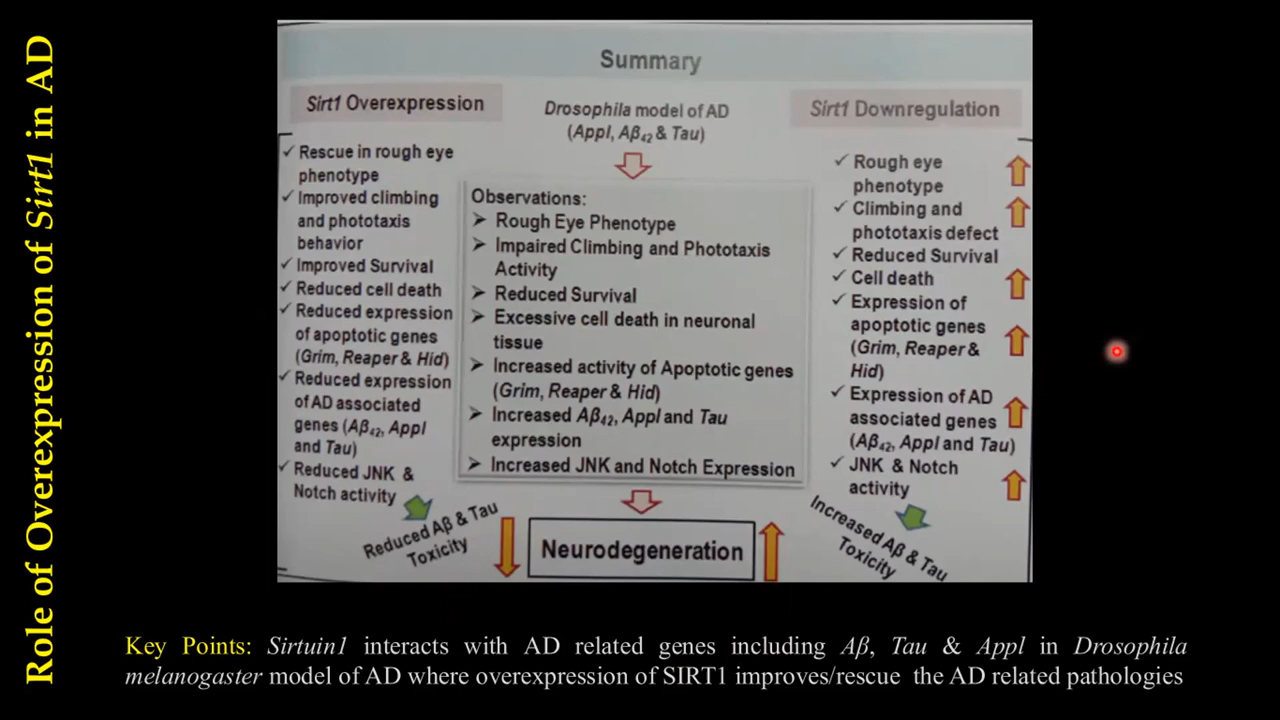 Role of Overexpression of Sirt1 in AD
Summary
Sirt1 Overexpression
✓ Rescue in rough eye
phenotype
✓ Improved climbing
and phototaxis
behavior
✓ Improved Survival
✓ Reduced cell death
✓ Reduced expression
of apoptotic genes
(Grim, Reaper & Hid)
✓ Reduced expression
of AD associated
genes (Aβ42, Appl
and Tau)
✓ Reduced JNK &
Notch activity
Reduced Aβ & Tau
Toxicity
Drosophila model of AD
(Appl, Aβ42 & Tau)
Observations:
➤ Rough Eye Phenotype
➤ Impaired Climbing and Phototaxis
Activity
➤ Reduced Survival
➤ Excessive cell death in neuronal
tissue
➤ Increased activity of Apoptotic genes
(Grim, Reaper & Hid)
➤ Increased Aβ42, Appl and Tau
expression
➤ Increased JNK and Notch Expression
Neurodegeneration
Sirt1 Downregulation
✓ Rough eye
phenotype
✓ Climbing and
phototaxis defect
✓ Reduced Survival
✓ Cell death
✓ Expression of
apoptotic genes
(Grim, Reaper &
Hid)
✓ Expression of AD
associated genes
(Aβ42, Appl and Tau)
✓ JNK & Notch
activity
Increased Aβ & Tau
Toxicity
Key Points: Sirtuin1 interacts with AD related genes including Aβ, Tau & Appl in Drosophila
melanogaster model of AD where overexpression of SIRT1 improves/rescue the AD related pathologies